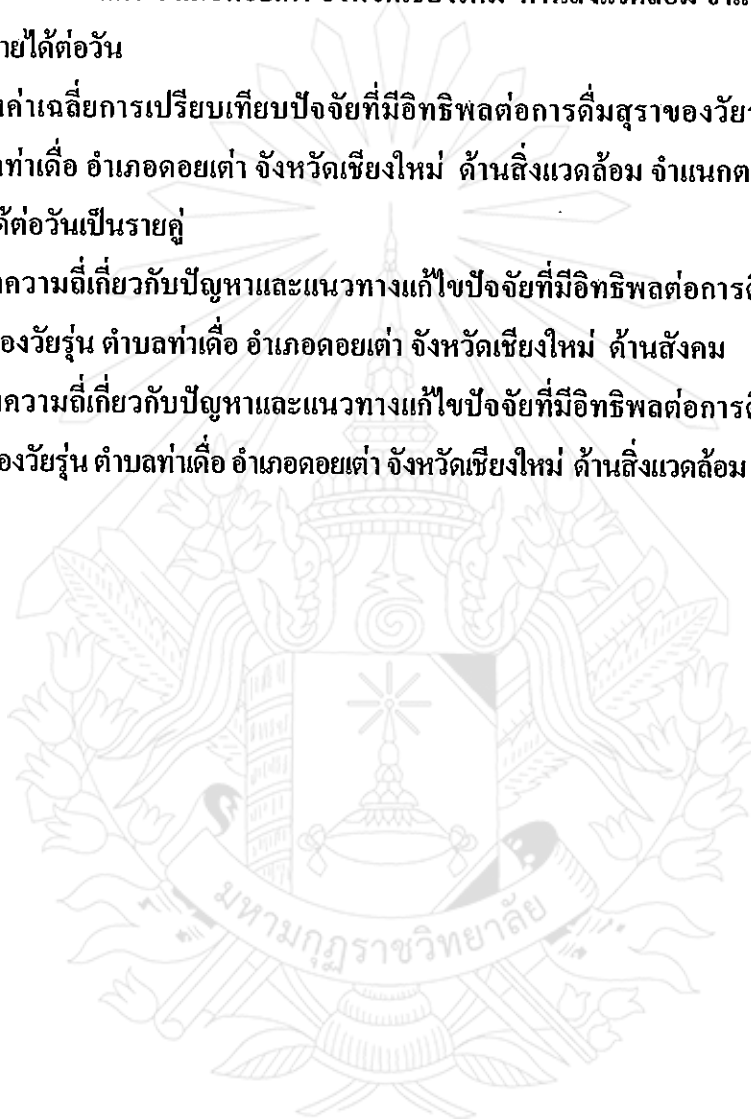 ายได้ต่อวัน
งค่าเฉลี่ยการเปรียบเทียบปัจจัยที่มีอิทธิพลต่อการดื่มสุราของวัย
ท่าเดื่อ อำเภอดอยเต่า จังหวัดเชียงใหม่ ด้านสิ่งแวดล้อม จำแนกต
ด้ต่อวันเป็นรายคู่
ความถี่เกี่ยวกับปัญหาและแนวทางแก้ไขปัจจัยที่มีอิทธิพลต่อการดื
องวัยรุ่น ตำบลท่าเดื่อ อำเภอดอยเต่า จังหวัดเชียงใหม่ ด้านสังคม
ความถี่เกี่ยวกับปัญหาและแนวทางแก้ไขปัจจัยที่มีอิทธิพลต่อการดื
องวัยรุ่น ตำบลท่าเดื่อ อำเภอดอยเต่า จังหวัดเชียงใหม่ ด้านสิ่งแวดล้อม
มหามกุฏราชวิทยาลัย